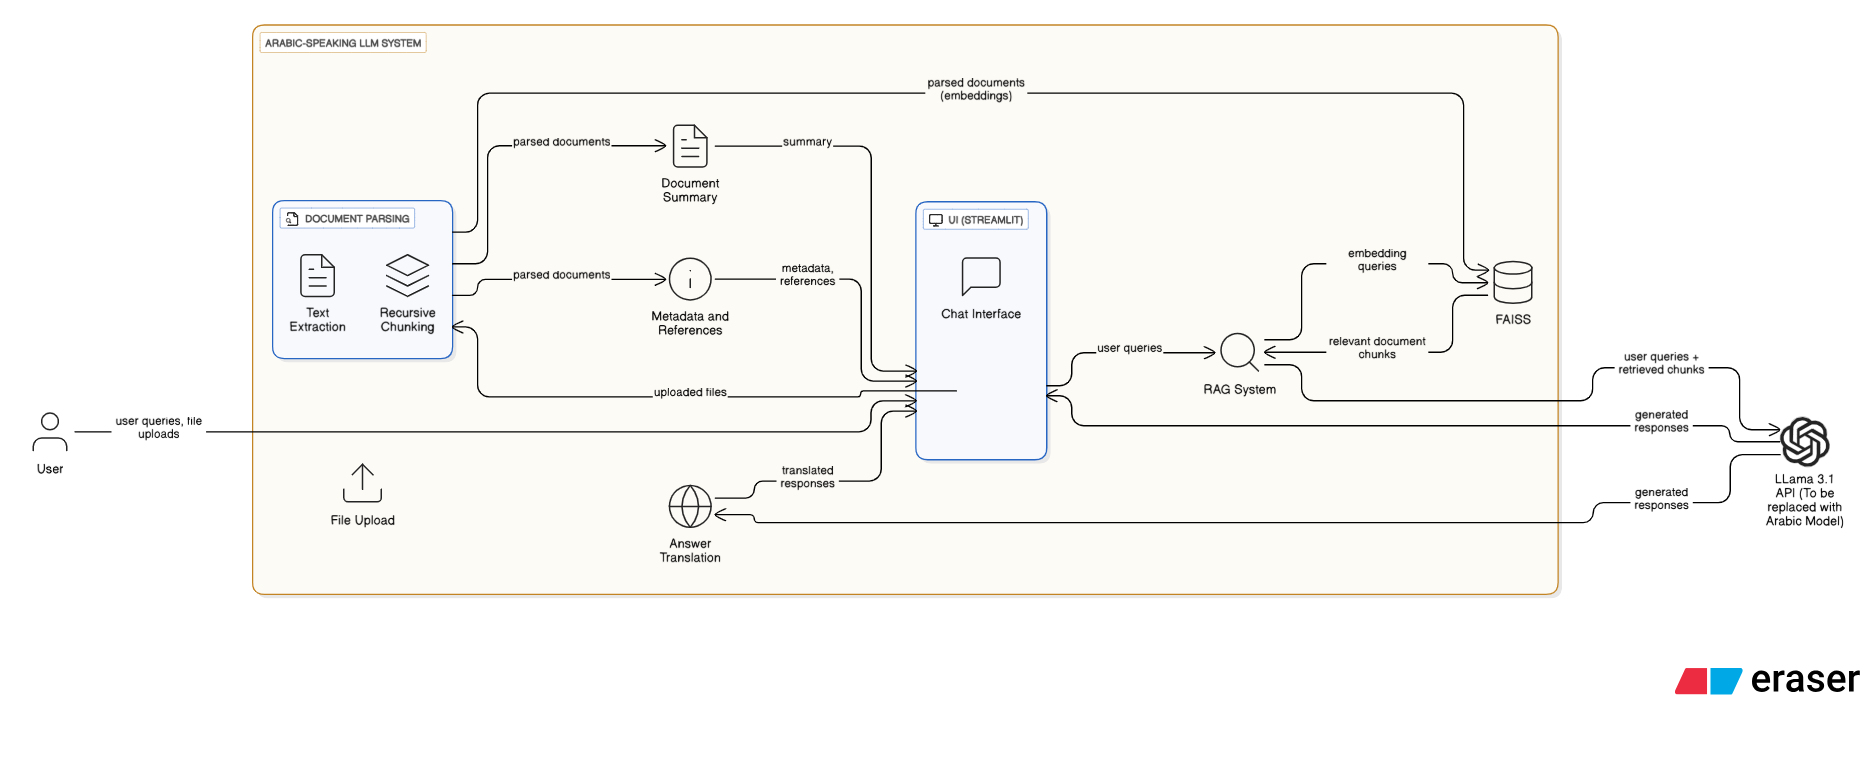 ARABIC-SPEAKING LLM SYSTEM
parsed documents
(embeddings)
parsed documents
summary
Document
Summary
DOCUMENT PARSING
Text
Extraction
Recursive
Chunking
parsed documents
metadata,
references
Metadata and
References
UI (STREAMLIT)
Chat Interface
embedding
queries
FAISS
user queries
relevant document
chunks
RAG System
user queries +
retrieved chunks
uploaded files
user queries, file
uploads
User
generated
responses
translated
responses
File Upload
generated
responses
LLama 3.1
API (To be
replaced with
Arabic Model)
Answer
Translation
eraser